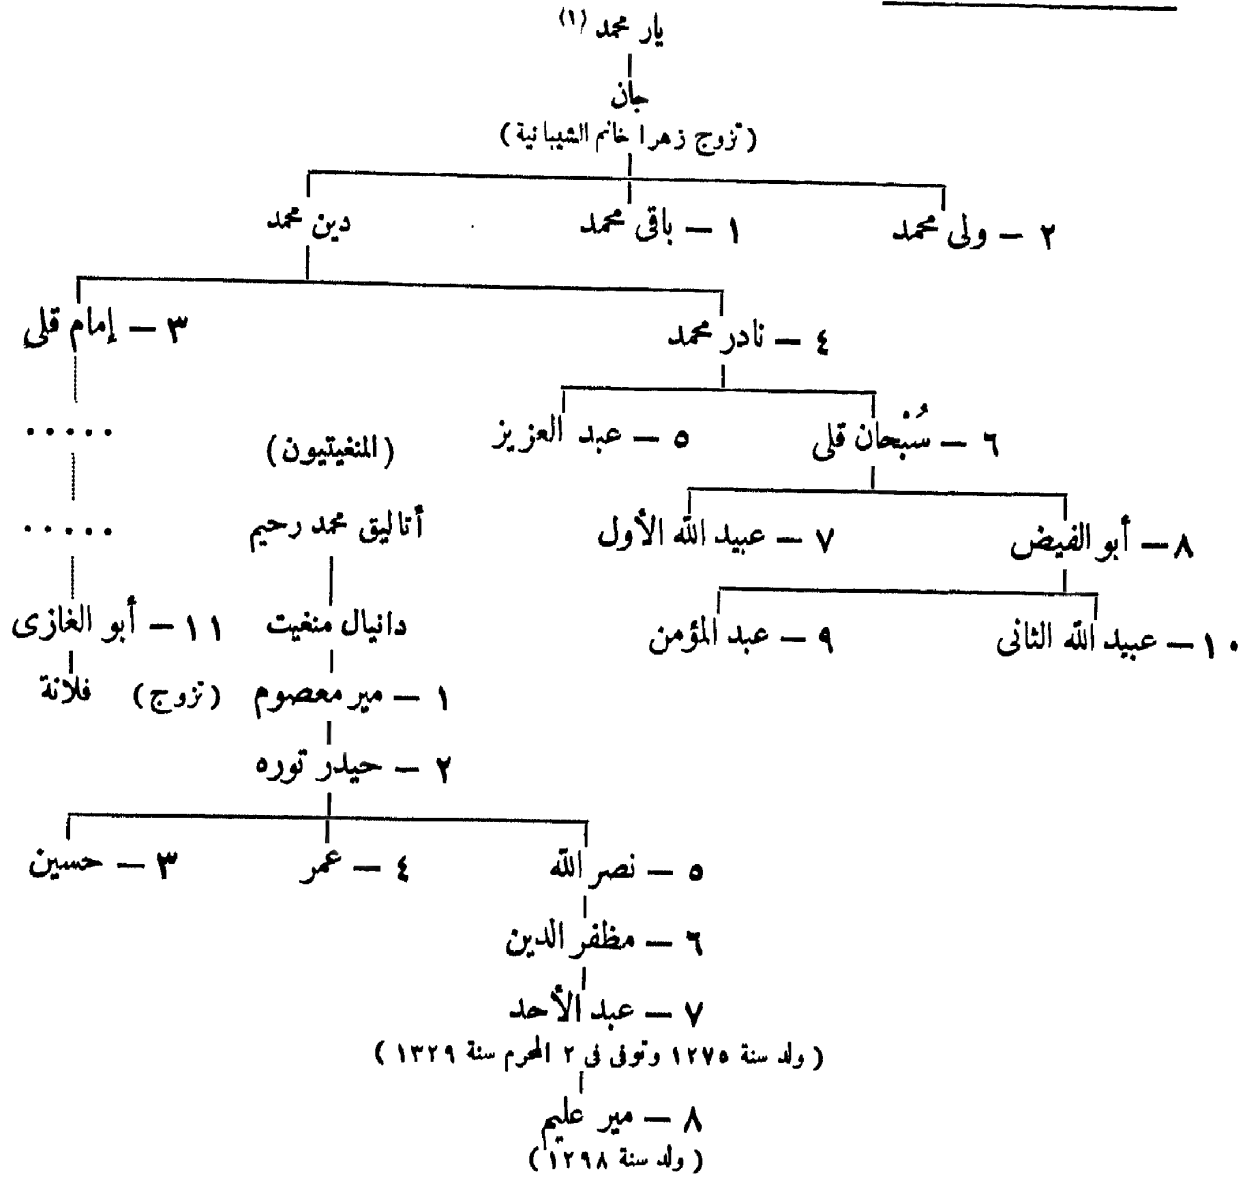 يار محمد (١)
جان
(تزوج زهرا خانم الشيبانية)
٢ – ولى محمد
١ – باقى محمد
دين محمد
٤ – نادر محمد
٣ – إمام قلى
٦ – سُبْحان قلى
٥ – عبد العزيز
. . . . .
(المنغيتيون)
٨ – أبو الفيض
٧ – عبيد الله الأول
أتاليق محمد رحيم
. . . . .
١٠ – عبيد الله الثانى
٩ – عبد المؤمن
دانيال منغيت
١١ – أبو الغازى
١ – مير معصوم (تزوج) فلانة
٢ – حيدر توره
٥ – نصر الله
٤ – عمر
٣ – حسين
٦ – مظفر الدين
٧ – عبد الأحد
( ولد سنة ١٢٧٥ وتوفى فى ٢ المحرم سنة ١٣٢٩ )
٨ – مير عليم
( ولد سنة ١٢٩٨ )